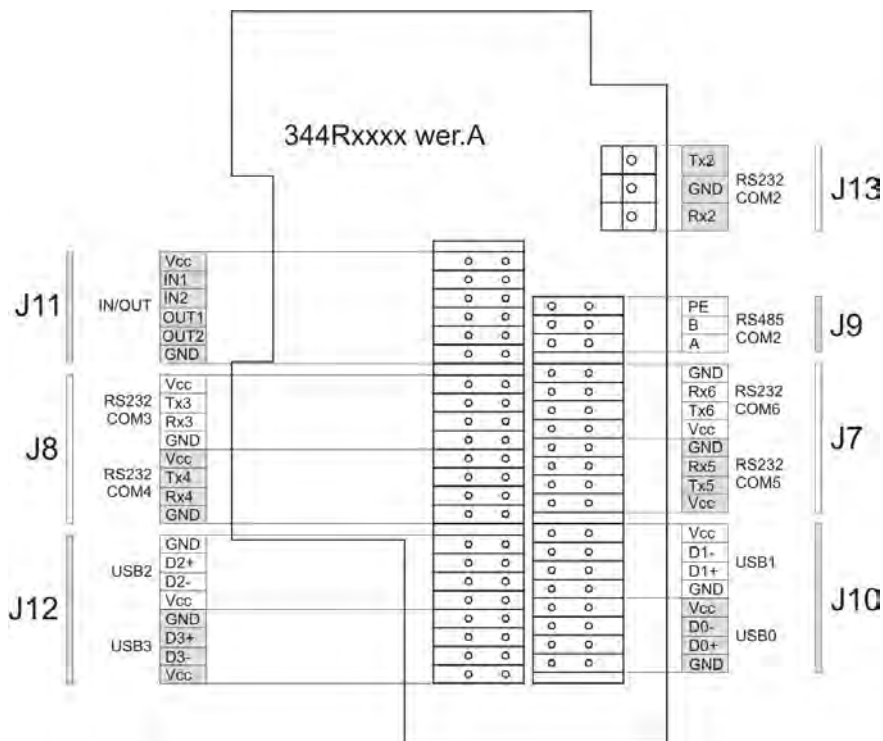 344Rxxxx wer.A
J11
IN/OUT
Vcc
IN1
IN2
OUT1
OUT2
GND
J8
RS232
COM3
Vcc
Tx3
Rx3
GND
RS232
COM4
Vcc
Tx4
Rx4
GND
J12
USB2
GND
D2+
D2-
Vcc
USB3
GND
D3+
D3-
Vcc
Tx2
GND
Rx2
RS232
COM2
J13
PE
B
A
RS485
COM2
J9
GND
Rx6
Tx6
Vcc
RS232
COM6
GND
Rx5
Tx5
Vcc
RS232
COM5
J7
Vcc
D1-
D1+
GND
USB1
Vcc
D0-
D0+
GND
USB0
J10